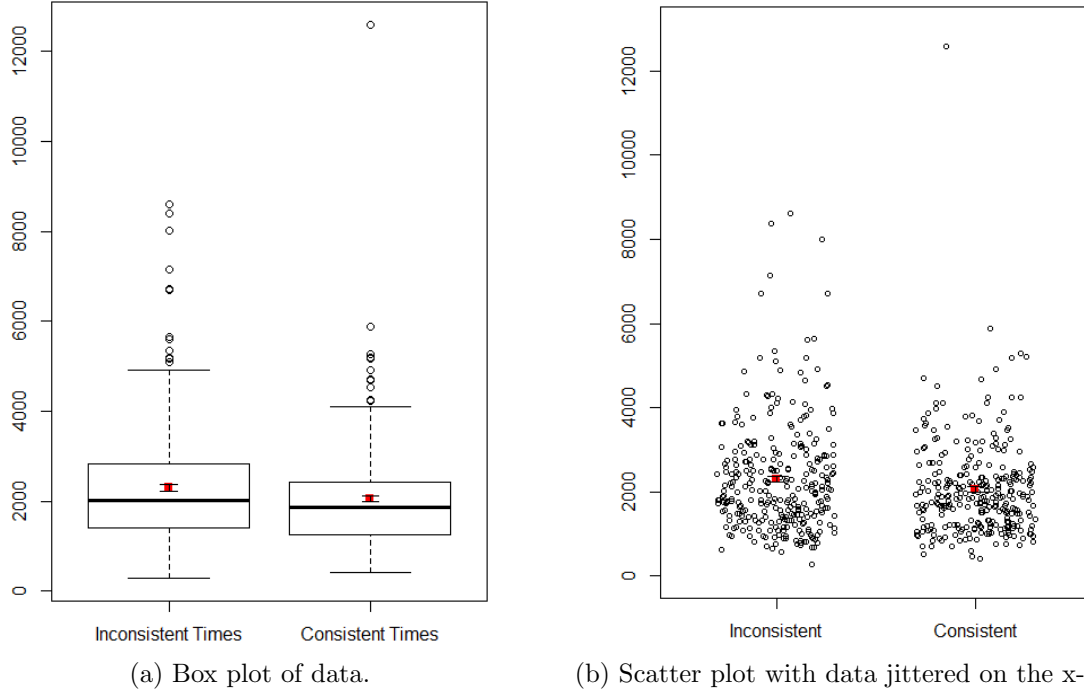 12000
10000
8000
6000
4000
2000
0
Inconsistent Times
Consistent Times
(a) Box plot of data.
12000
10000
8000
6000
4000
2000
0
Inconsistent
Consistent
(b) Scatter plot with data jittered on the x-